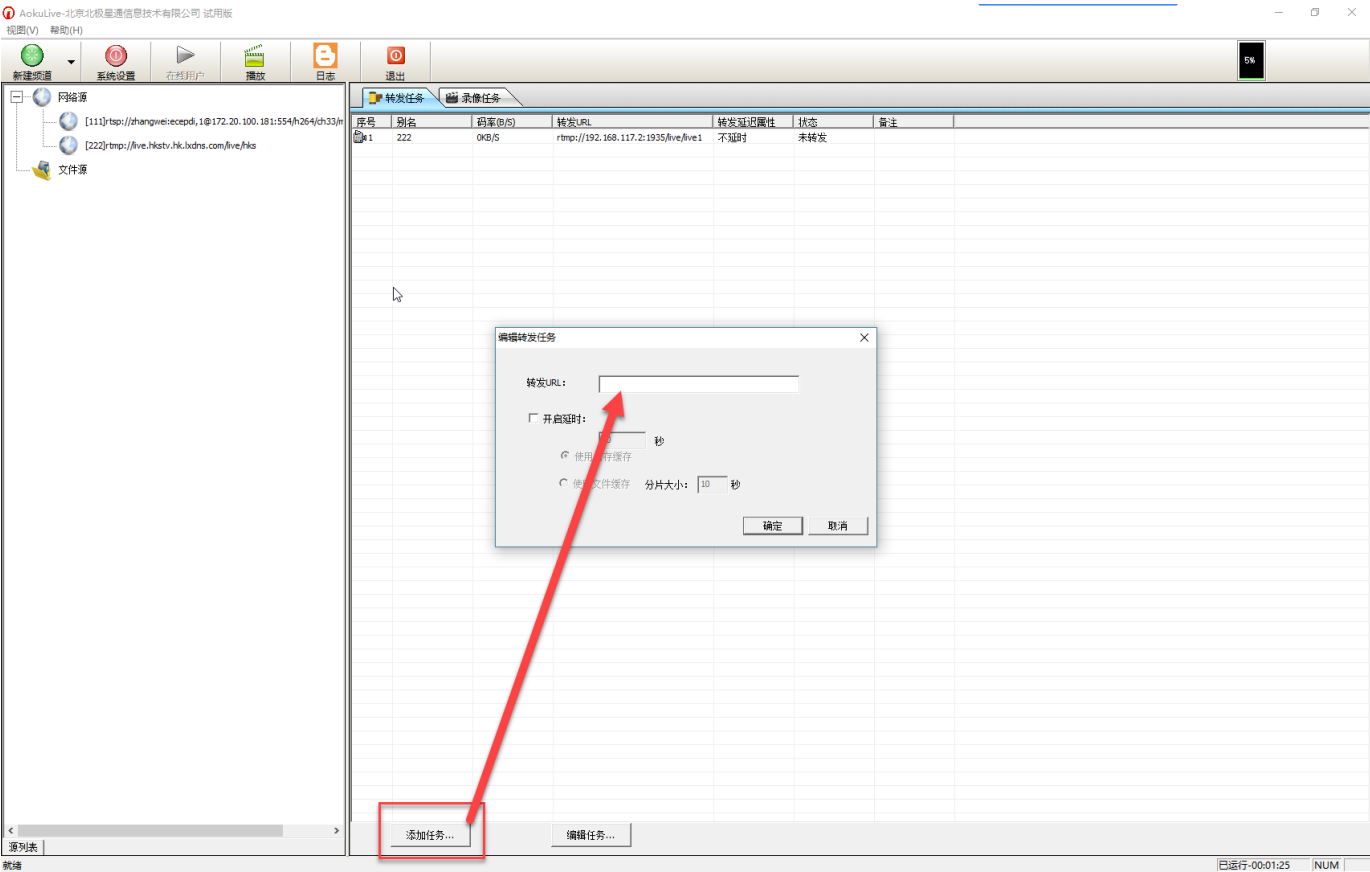 AokuLive-北京北极星通信息技术有限公司 试用版
视图(V) 帮助(H)
新建频道 系统设置 在线用户 播放 日志 退出
5%
网络源
[111]rtsp://zhangwei:ecepdi,1@172.20.100.181:554/h264/ch33/m
[222]rtmp://live.hkstv.hk.lxdns.com/live/hks
文件源
转发任务 录像任务
序号 别名 码率(B/S) 转发URL 转发延迟属性 状态 备注
1 222 0KB/S rtmp://192.168.117.2:1935/live/live1 不延时 未转发
编辑转发任务
转发URL:
开启延时:
秒
使用 存缓存
使 文件缓存 分片大小: 10 秒
确定 取消
添加任务... 编辑任务...
源列表
就绪 已运行-00:01:25 NUM